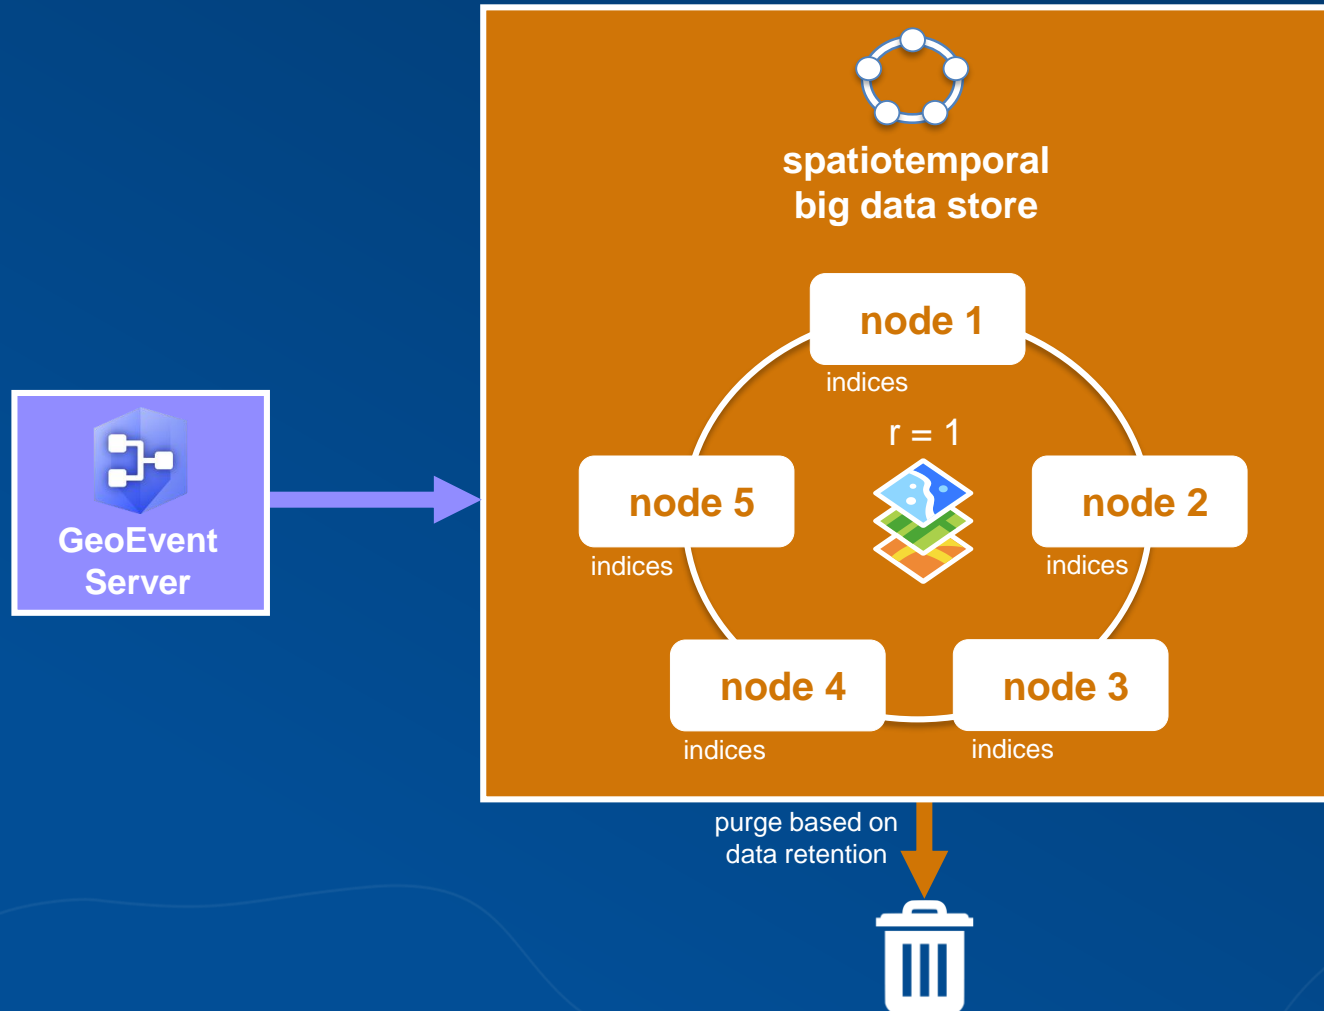 spatiotemporal
big data store
node 1
indices
r = 1
node 5
indices
node 2
indices
node 4
indices
node 3
indices
GeoEvent
Server
purge based on
data retention